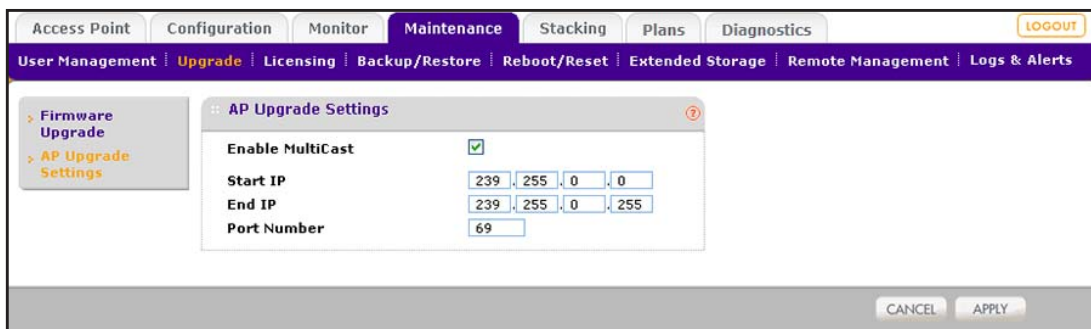 Access Point Configuration Monitor Maintenance Stacking Plans Diagnostics LOGOUT
User Management Upgrade Licensing Backup/Restore Reboot/Reset Extended Storage Remote Management Logs & Alerts
Firmware
Upgrade
AP Upgrade
Settings
AP Upgrade Settings ?
Enable MultiCast
Start IP 239 . 255 . 0 . 0
End IP 239 . 255 . 0 . 255
Port Number 69
CANCEL APPLY